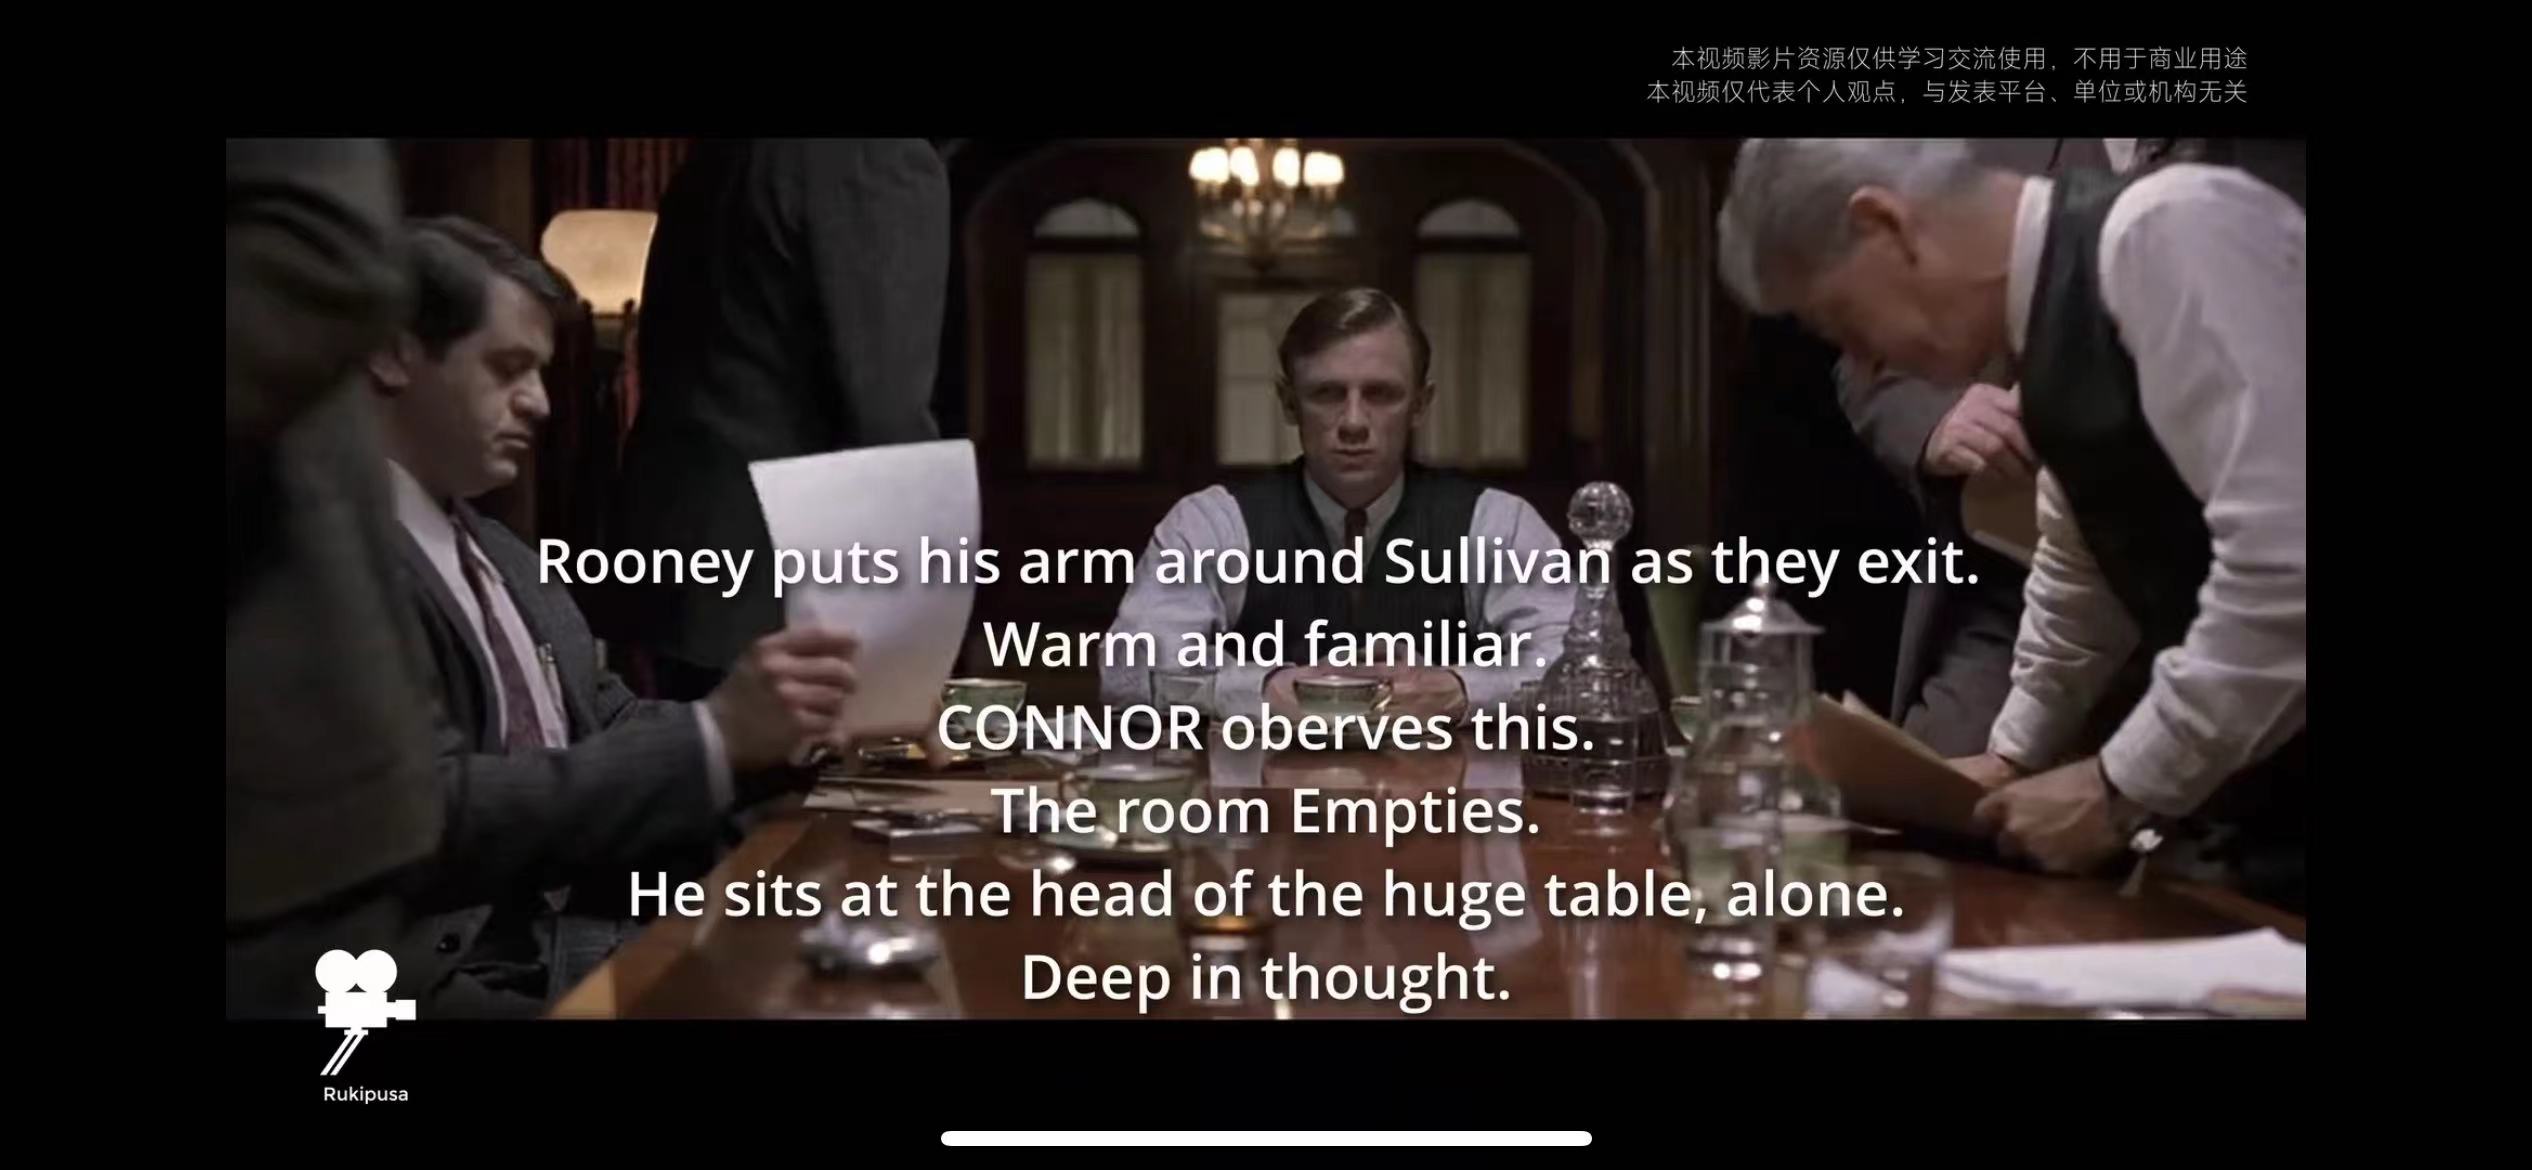 本视频影片资源仅供学习交流使用，不用于商业用途
本视频仅代表个人观点，与发表平台、单位或机构无关
Rooney puts his arm around Sullivan as they exit.
Warm and familiar.
CONNOR oberves this.
The room Empties.
He sits at the head of the huge table, alone.
Deep in thought.
Rukipusa